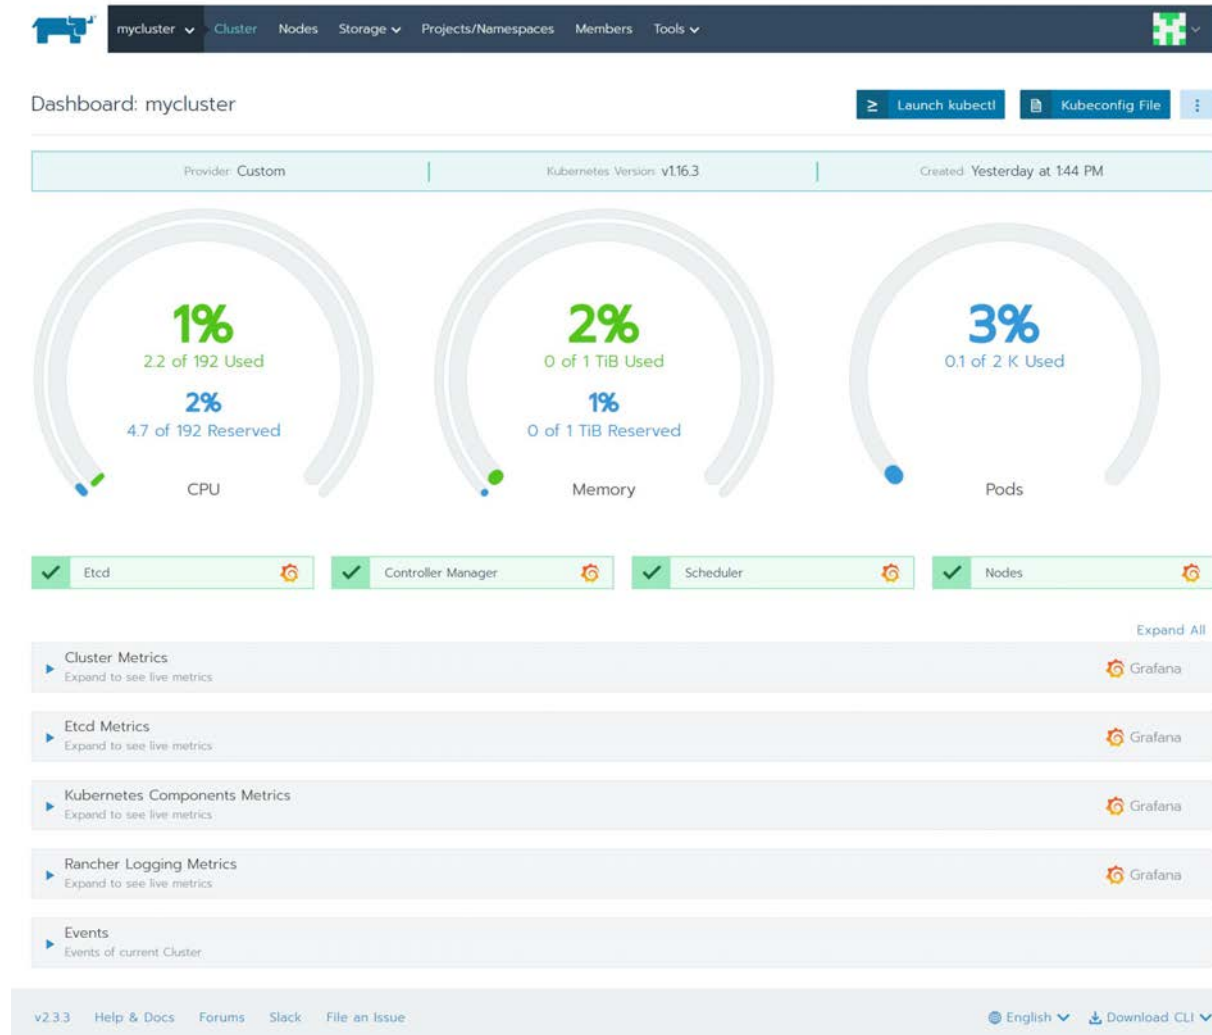 mycluster Cluster Nodes Storage Projects/Namespaces Members Tools
Dashboard: mycluster
Launch kubectl Kubeconfig File
Provider: Custom Kubernetes Version: v1.16.3 Created: Yesterday at 1:44 PM
1% 2% 3%
2.2 of 192 Used 0 of 1 TiB Used 0.1 of 2 K Used
2% 1%
4.7 of 192 Reserved 0 of 1 TiB Reserved
CPU Memory Pods
Etcd Controller Manager Scheduler Nodes
Expand All
Cluster Metrics
Expand to see live metrics
Grafana
Etcd Metrics
Expand to see live metrics
Grafana
Kubernetes Components Metrics
Expand to see live metrics
Grafana
Rancher Logging Metrics
Expand to see live metrics
Grafana
Events
Events of current Cluster
v2.3.3 Help & Docs Forums Slack File an Issue English Download CLI